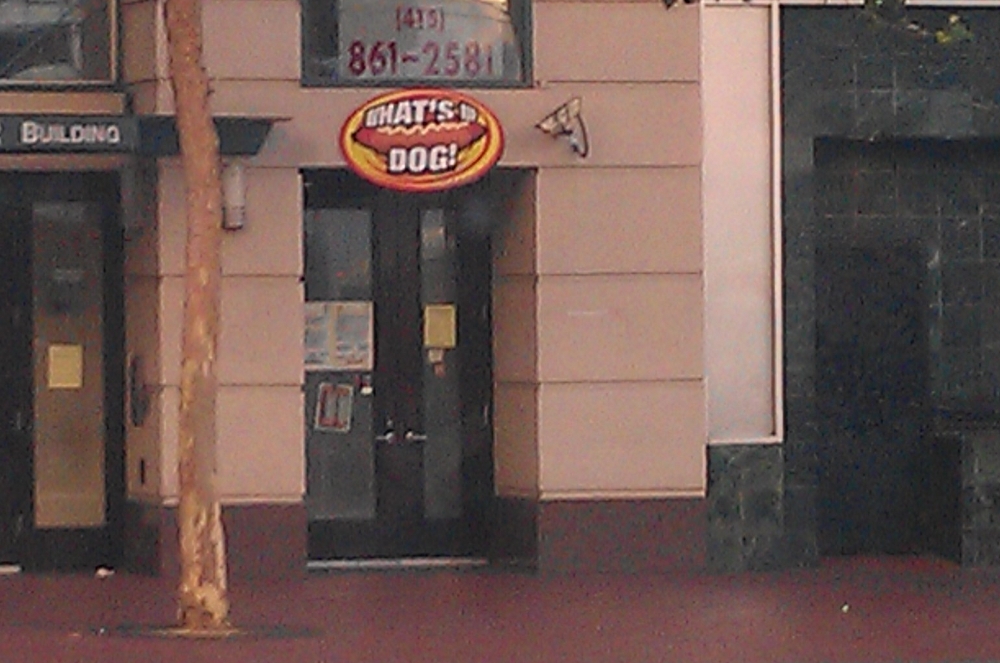 (415)
861-2581
WHAT'S UP
DOG!
BUILDING